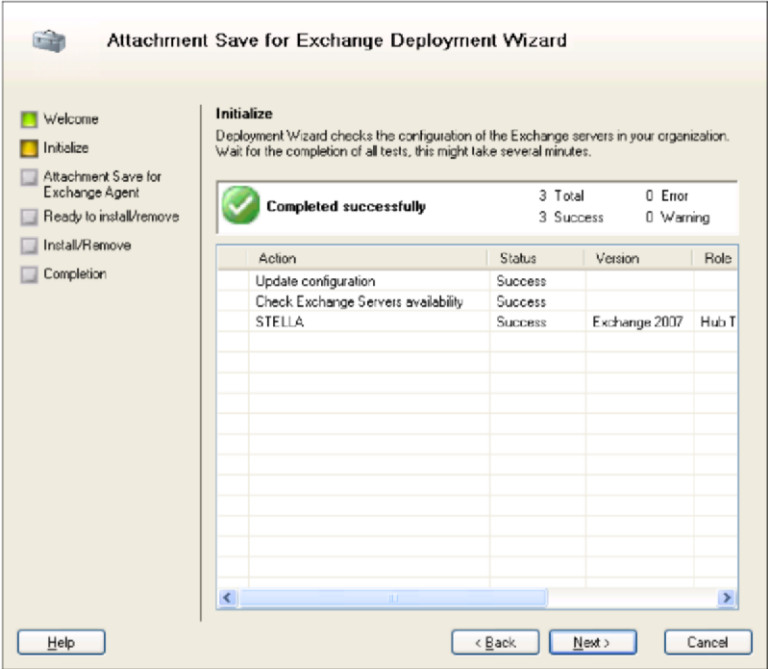 Attachment Save for Exchange Deployment Wizard
Welcome
Initialize
Attachment Save for
Exchange Agent
Ready to install/remove
Install/Remove
Completion
Initialize
Deployment Wizard checks the configuration of the Exchange servers in your organization.
Wait for the completion of all tests, this might take several minutes.
Completed successfully
3 Total 0 Error
3 Success 0 Warning
Action Status Version Role
Update configuration Success
Check Exchange Servers availability Success
STELLA Success Exchange 2007 Hub T
Help < Back Next > Cancel